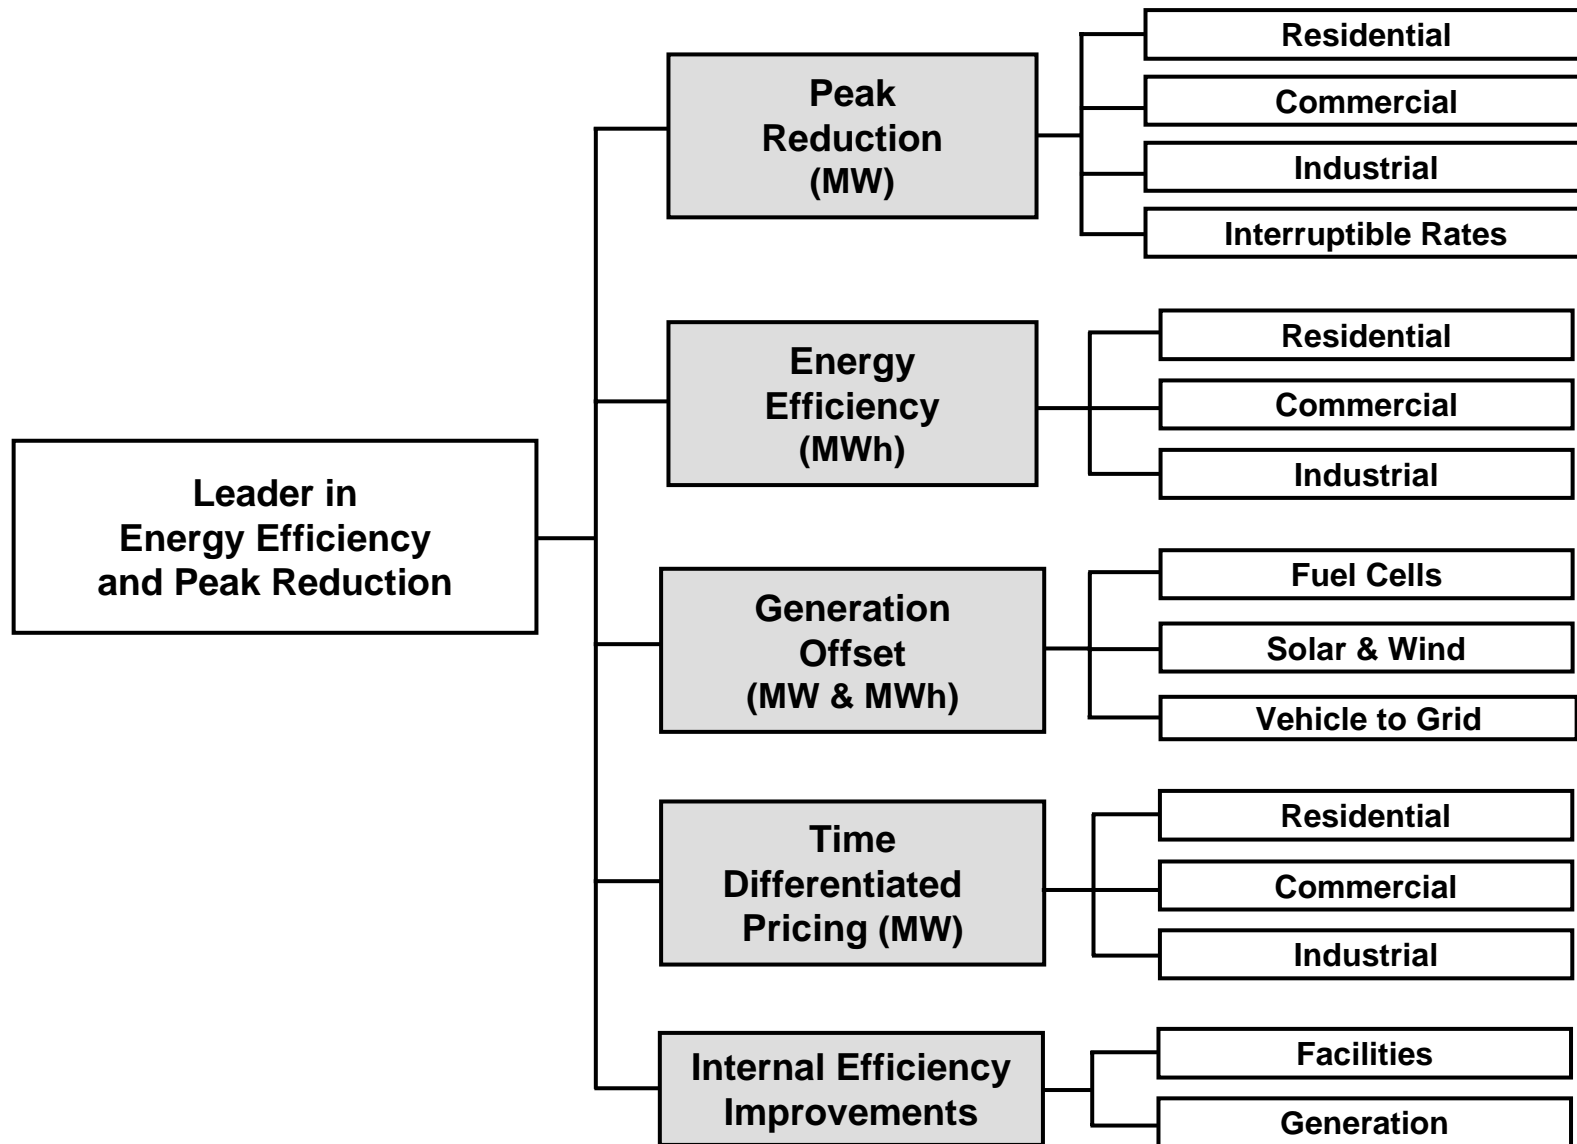 Leader in
Energy Efficiency
and Peak Reduction
Peak
Reduction
(MW)
Residential
Commercial
Industrial
Interruptible Rates
Energy
Efficiency
(MWh)
Residential
Commercial
Industrial
Generation
Offset
(MW & MWh)
Fuel Cells
Solar & Wind
Vehicle to Grid
Time
Differentiated
Pricing (MW)
Residential
Commercial
Industrial
Internal Efficiency
Improvements
Facilities
Generation